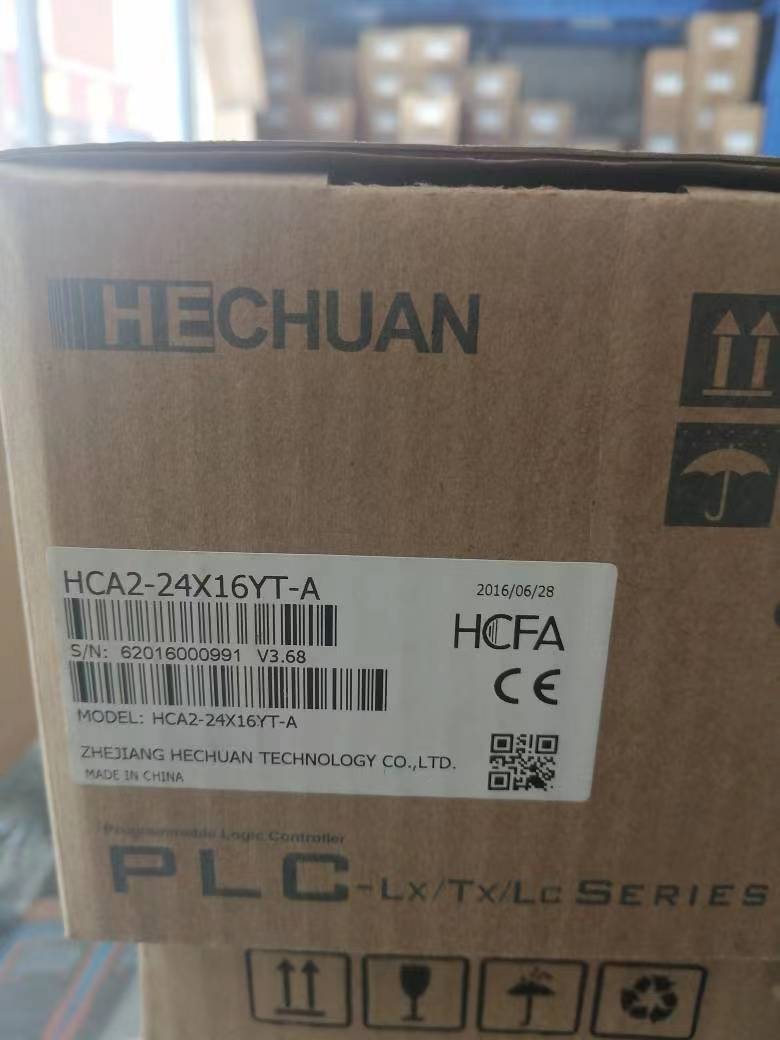 HECHUAN
HCA2-24X16YT-A
2016/06/28
HCFA
S/N: 62016000991 V3.68
CE
MODEL: HCA2-24X16YT-A
ZHEJIANG HECHUAN TECHNOLOGY CO.,LTD.
MADE IN CHINA
Programmable Logic Controller
PLC-Lx/Tx/Lc SERIES